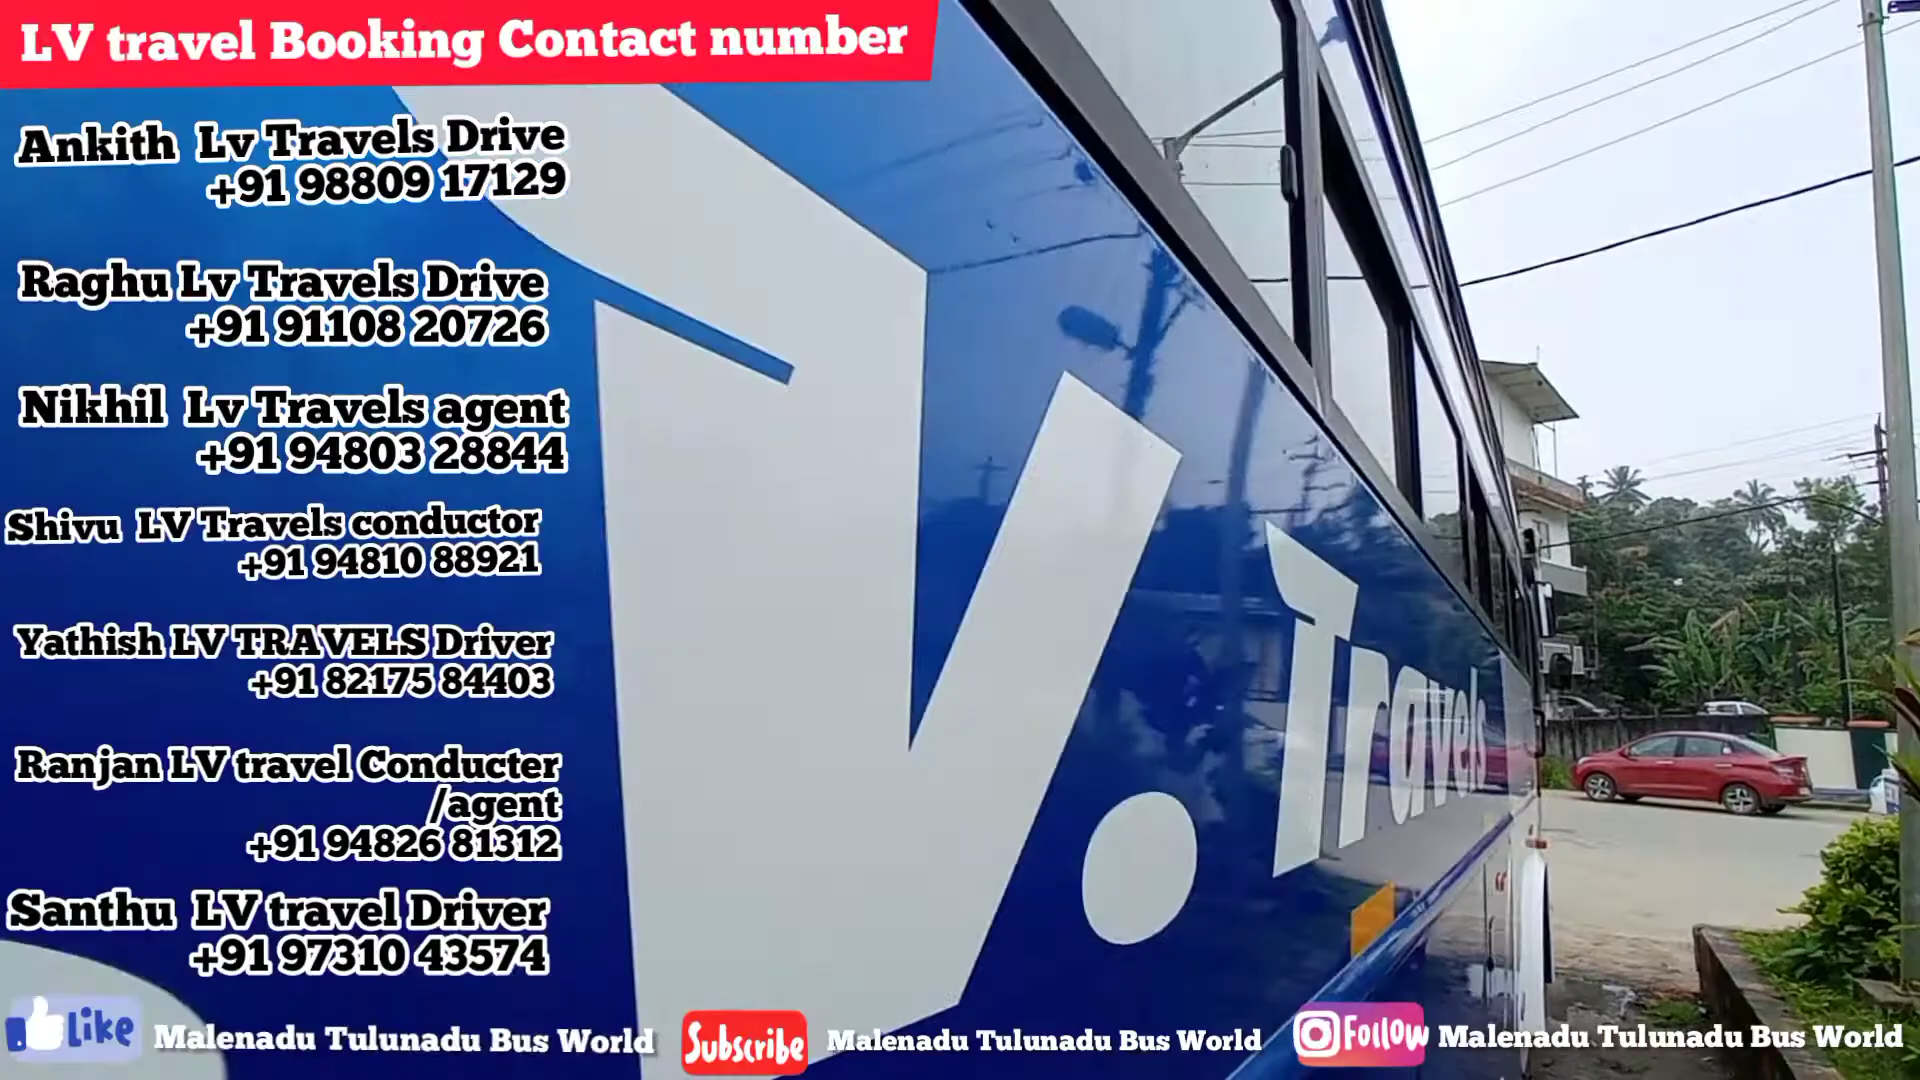 LV travel Booking Contact number
Ankith Lv Travels Drive
+91 98809 17129
Raghu Lv Travels Drive
+91 91108 20726
Nikhil Lv Travels agent
+91 94803 28844
Shivu LV Travels conductor
+91 94810 88921
Yathish LV TRAVELS Driver
+91 82175 84403
Ranjan LV travel Conducter
/agent
+91 94826 81312
Santhu LV travel Driver
+91 97310 43574
V. Travels
Like Malenadu Tulunadu Bus World
Subscribe Malenadu Tulunadu Bus World
Follow Malenadu Tulunadu Bus World